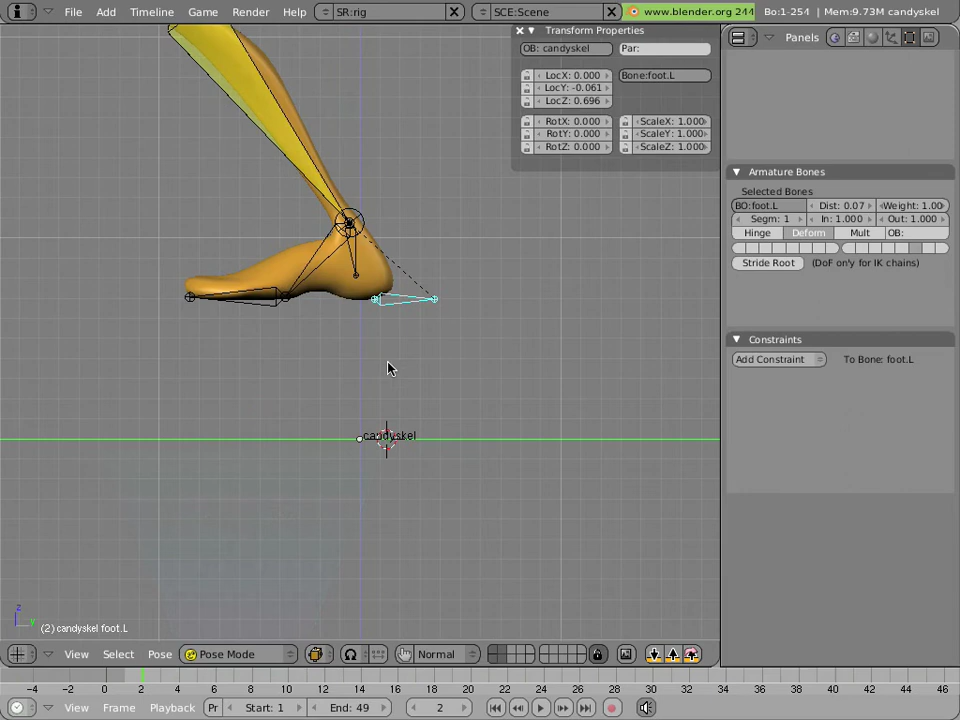 File Add Timeline Game Render Help SR:rig SCE:Scene www.blender.org 244 Bo:1-254 | Mem:9.73M candyskel
Transform Properties
OB: candyskel Par:
LocX: 0.000 Bone:foot.L
LocY: -0.061
LocZ: 0.696
RotX: 0.000 ScaleX: 1.000
RotY: 0.000 ScaleY: 1.000
RotZ: 0.000 ScaleZ: 1.000
Panels
Armature Bones
Selected Bones
BO:foot.L Dist: 0.07 Weight: 1.00
Segm: 1 In: 1.000 Out: 1.000
Hinge Deform Mult OB:
Stride Root (DoF only for IK chains)
Constraints
Add Constraint To Bone: foot.L
candyskel
z
y
(2) candyskel foot.L
View Select Pose Pose Mode Normal
-4 -2 0 2 4 6 8 10 12 14 16 18 20 22 24 26 28 30 32 34 36 38 40 42 44 46
View Frame Playback Pr Start: 1 End: 49 2